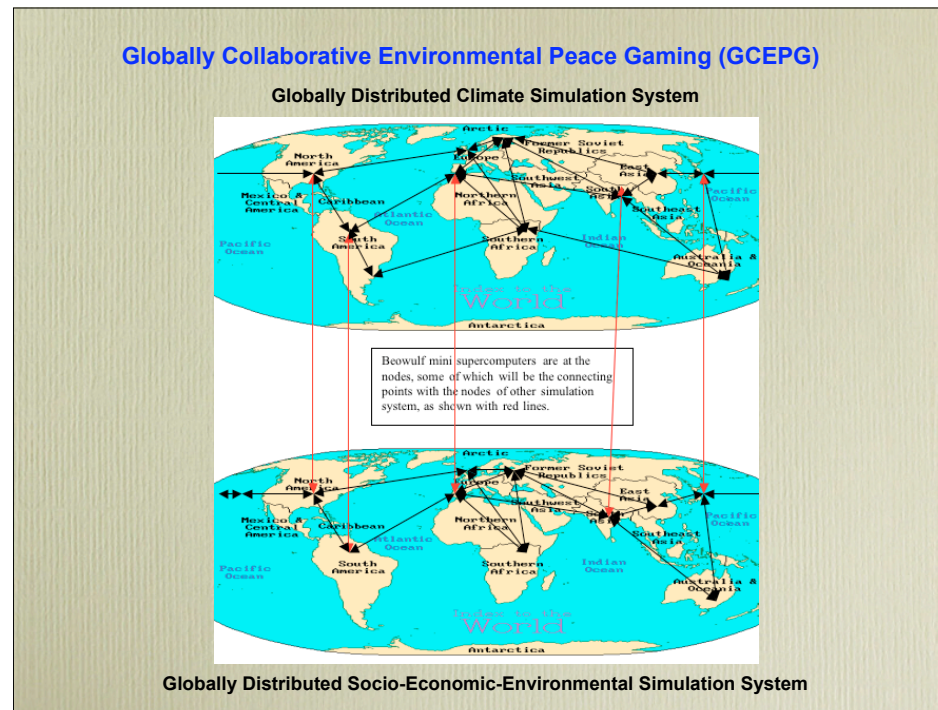 Globally Collaborative Environmental Peace Gaming (GCEPG)
Globally Distributed Climate Simulation System
Arctic
North
America
Former Soviet
Republics
Europe
East
Asia
Southwest
Asia
South
Asia
Mexico &
Central
America
Caribbean
Northern
Africa
Pacific
Ocean
Southeast
Asia
Atlantic
Ocean
Pacific
Ocean
South
America
Southern
Africa
Indian
Ocean
Australia &
Oceania
Index to the
World
Antarctica
Beowulf mini supercomputers are at the
nodes, some of which will be the connecting
points with the nodes of other simulation
system, as shown with red lines.
Arctic
North
America
Former Soviet
Republics
Europe
East
Asia
Southwest
Asia
South
Asia
Mexico &
Central
America
Caribbean
Northern
Africa
Pacific
Ocean
Southeast
Asia
Atlantic
Ocean
Pacific
Ocean
South
America
Southern
Africa
Indian
Ocean
Australia &
Oceania
Index to the
World
Antarctica
Globally Distributed Socio-Economic-Environmental Simulation System